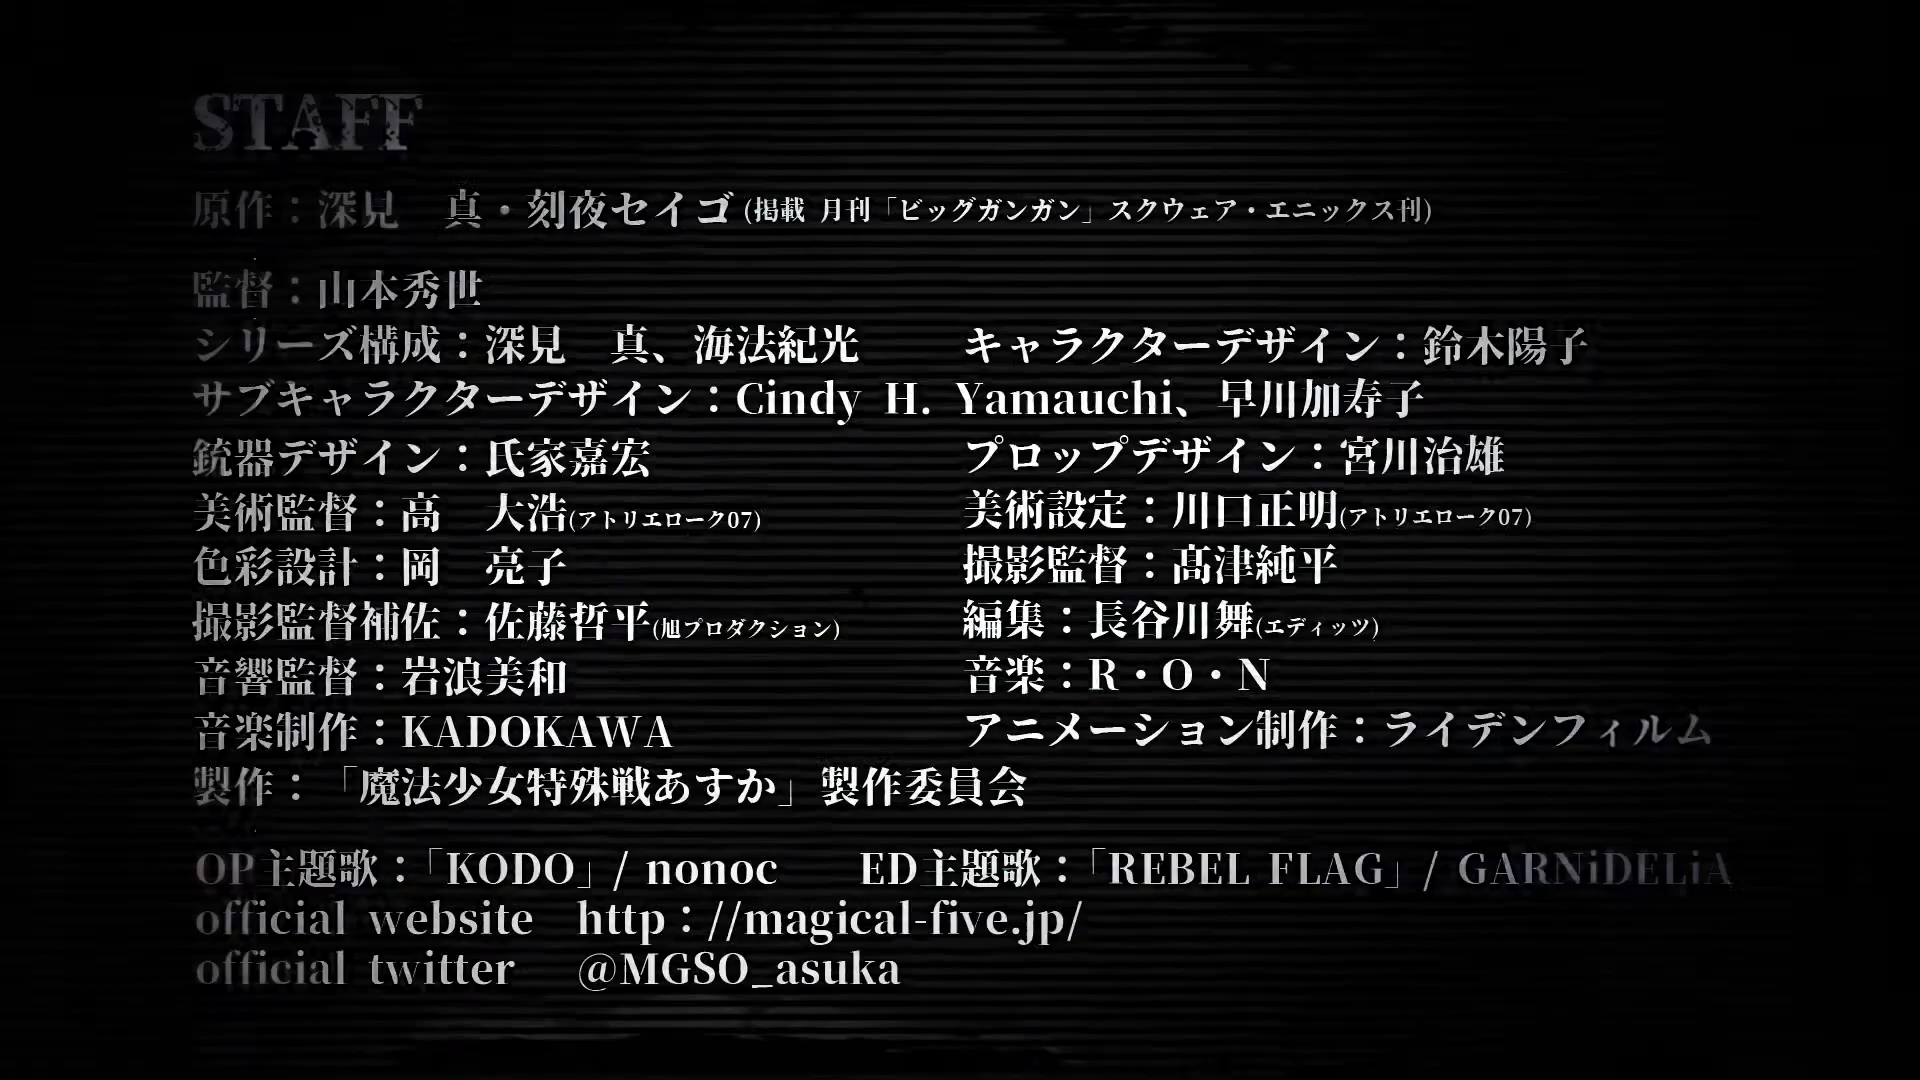 STAFF
原作：深見　真・刻夜セイゴ(掲載 月刊「ビッグガンガン」スクウェア・エニックス刊)
監督：山本秀世
シリーズ構成：深見　真、海法紀光　　キャラクターデザイン：鈴木陽子
サブキャラクターデザイン：Cindy H. Yamauchi、早川加寿子
銃器デザイン：氏家嘉宏　　プロップデザイン：宮川治雄
美術監督：高　大浩(アトリエローク07)　　美術設定：川口正明(アトリエローク07)
色彩設計：岡　亮子　　撮影監督：髙津純平
撮影監督補佐：佐藤哲平(旭プロダクション)　　編集：長谷川舞(エディッツ)
音響監督：岩浪美和　　音楽：R・O・N
音楽制作：KADOKAWA　　アニメーション制作：ライデンフィルム
製作：「魔法少女特殊戦あすか」製作委員会
OP主題歌：「KODO」/ nonoc　　ED主題歌：「REBEL FLAG」/ GARNiDELiA
official website　http：//magical-five.jp/
official twitter　@MGSO_asuka